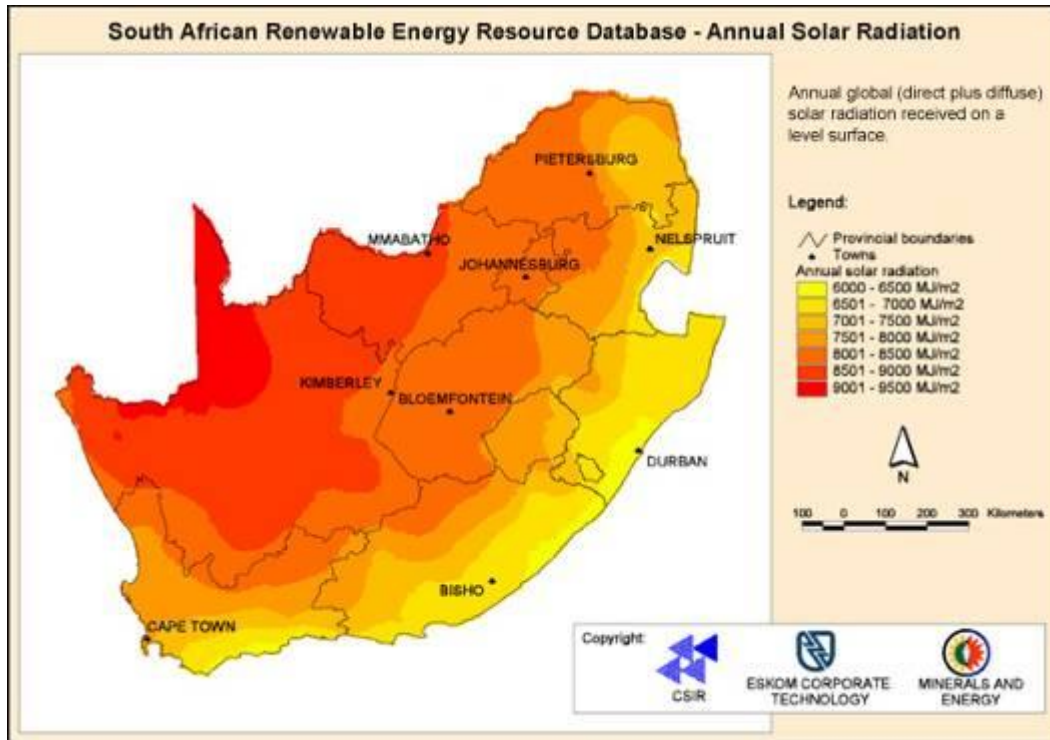 South African Renewable Energy Resource Database - Annual Solar Radiation
Annual global (direct plus diffuse)
solar radiation received on a
level surface.
PIETERSBURG
MMABATHO
NELSPRUIT
JOHANNESBURG
KIMBERLEY
BLOEMFONTEIN
DURBAN
BISHO
CAPE TOWN
Legend:
Provincial boundaries
Towns
Annual solar radiation
6000 - 6500 MJ/m2
6501 - 7000 MJ/m2
7001 - 7500 MJ/m2
7501 - 8000 MJ/m2
8001 - 8500 MJ/m2
8501 - 9000 MJ/m2
9001 - 9500 MJ/m2
N
100 0 100 200 300 Kilometers
Copyright:
CSIR
ESKOM CORPORATE
TECHNOLOGY
MINERALS AND
ENERGY